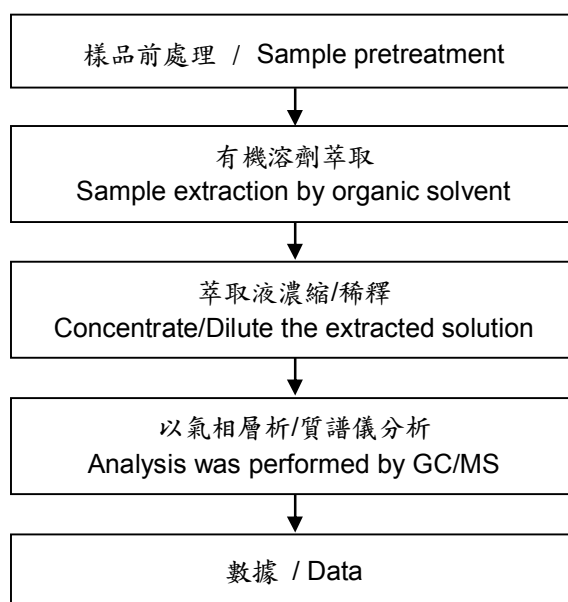 樣品前處理 / Sample pretreatment
有機溶劑萃取
Sample extraction by organic solvent
萃取液濃縮/稀釋
Concentrate/Dilute the extracted solution
以氣相層析/質譜儀分析
Analysis was performed by GC/MS
數據 / Data